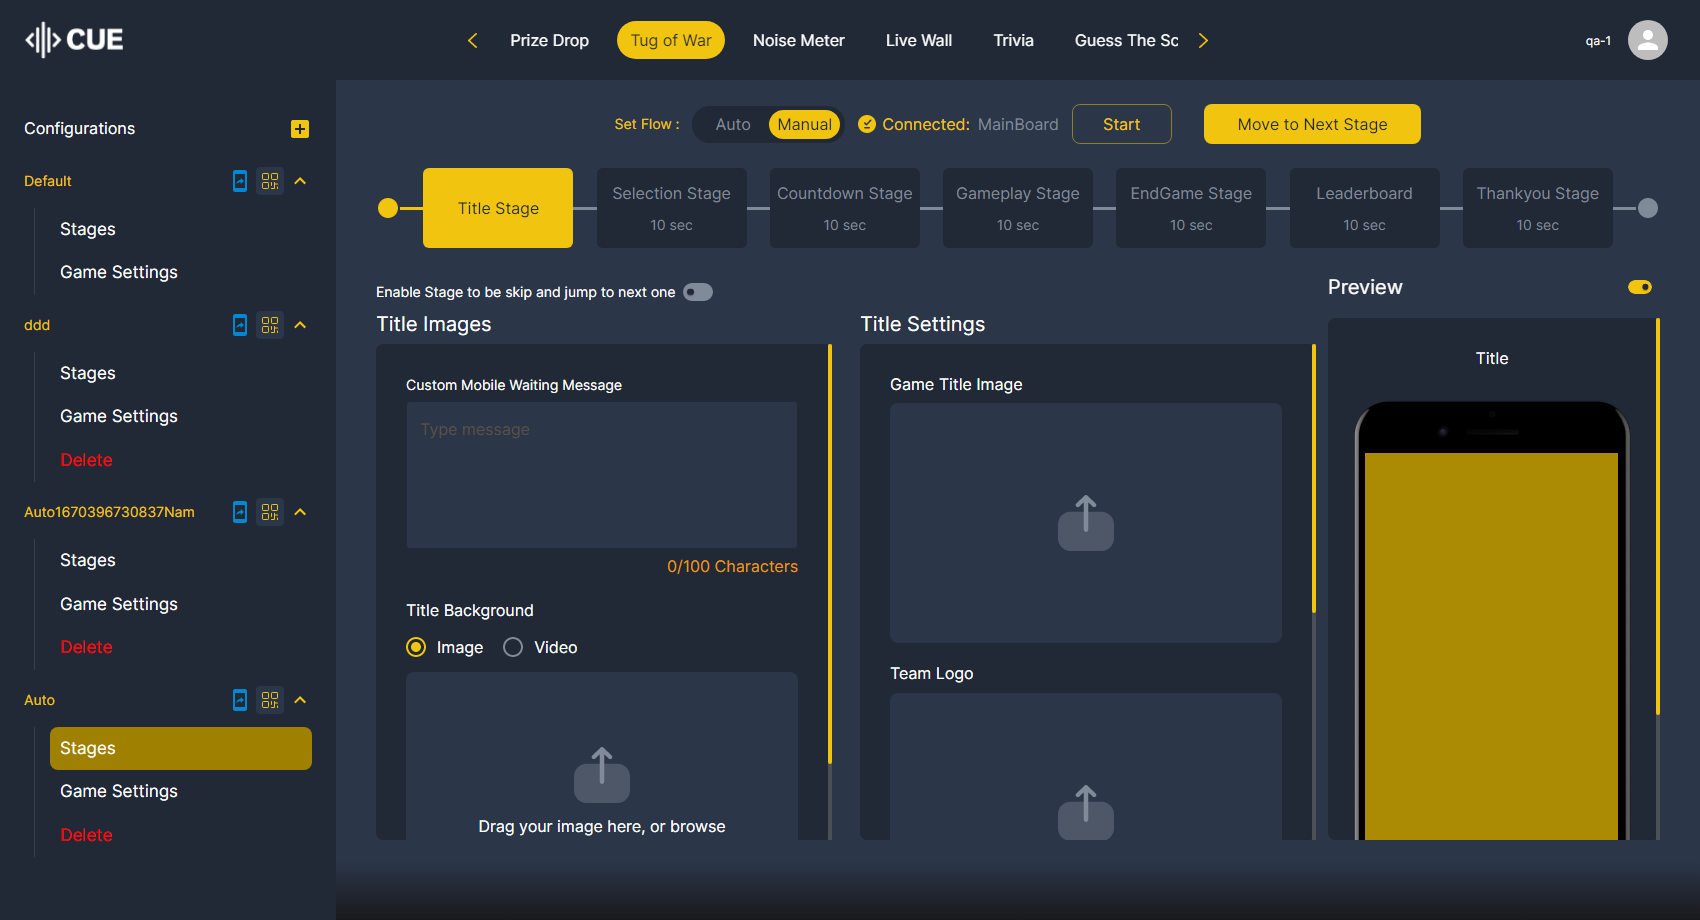 CUE
Prize Drop
Tug of War
Noise Meter
Live Wall
Trivia
Guess The Sc
qa-1
Configurations
Default
Stages
Game Settings
ddd
Stages
Game Settings
Delete
Auto1670396730837Nam
Stages
Game Settings
Delete
Auto
Stages
Game Settings
Delete
Set Flow :
Auto
Manual
Connected: MainBoard
Start
Move to Next Stage
Title Stage
Selection Stage
10 sec
Countdown Stage
10 sec
Gameplay Stage
10 sec
EndGame Stage
10 sec
Leaderboard
10 sec
Thankyou Stage
10 sec
Enable Stage to be skip and jump to next one
Title Images
Custom Mobile Waiting Message
Type message
0/100 Characters
Title Background
Image
Video
Drag your image here, or browse
Title Settings
Game Title Image
Team Logo
Preview
Title